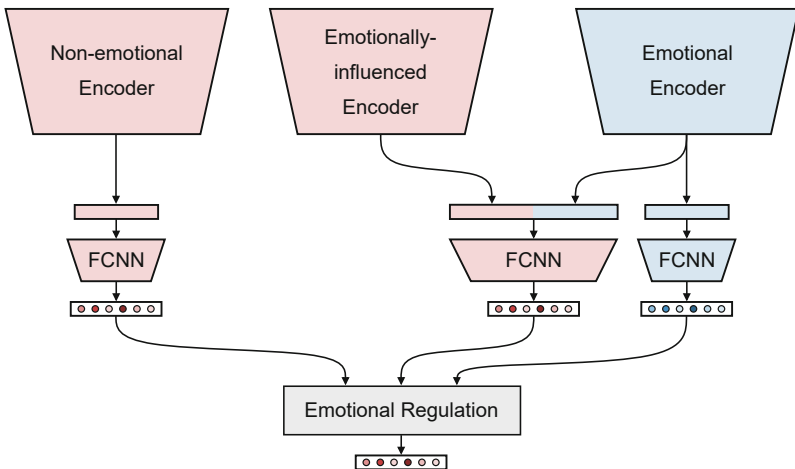 Non-emotional
Encoder
Emotionally-
influenced
Encoder
Emotional
Encoder
FCNN
FCNN
FCNN
Emotional Regulation